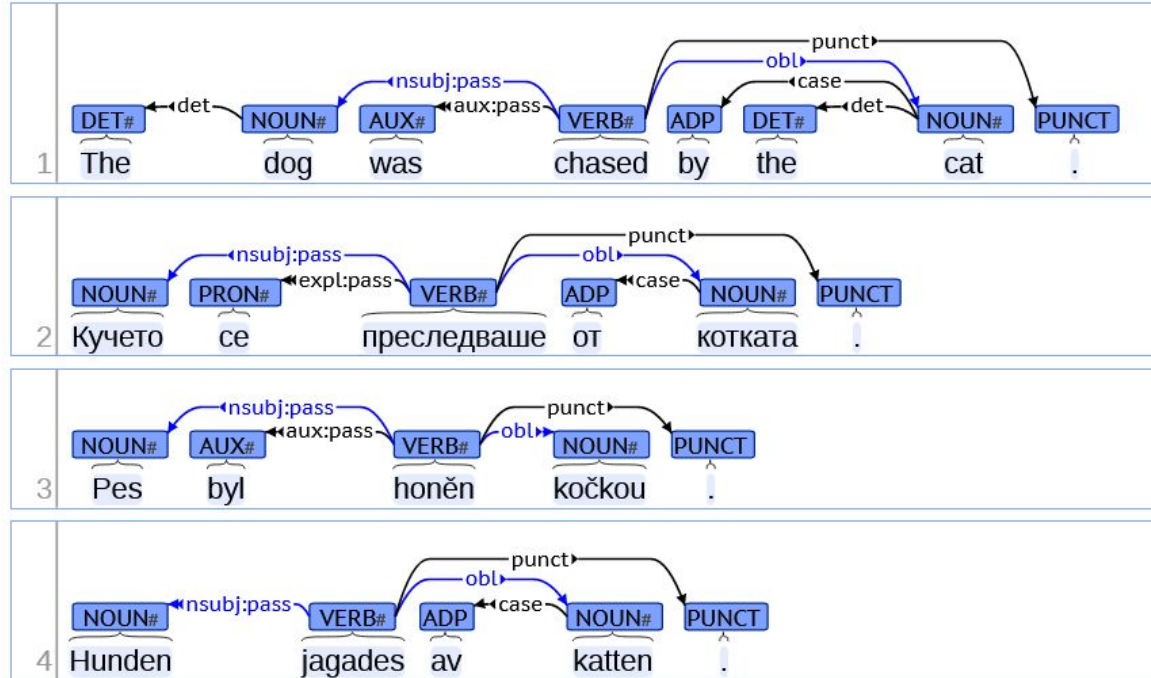 punct
obl
nsubj:pass case
det aux:pass det
DET# NOUN# AUX# VERB# ADP DET# NOUN# PUNCT
1 The dog was chased by the cat .
punct
nsubj:pass obl
expl:pass case
NOUN# PRON# VERB# ADP NOUN# PUNCT
2 Кучето се преследваше от котката .
nsubj:pass punct
aux:pass obl
NOUN# AUX# VERB# NOUN# PUNCT
3 Pes byl honěn kočkou .
punct
obl
nsubj:pass case
NOUN# VERB# ADP NOUN# PUNCT
4 Hunden jagades av katten .